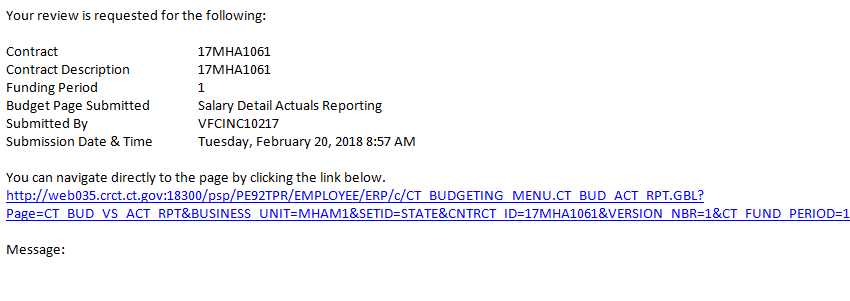 Your review is requested for the following:
Contract 17MHA1061
Contract Description 17MHA1061
Funding Period 1
Budget Page Submitted Salary Detail Actuals Reporting
Submitted By VFCINC10217
Submission Date & Time Tuesday, February 20, 2018 8:57 AM
You can navigate directly to the page by clicking the link below.
http://web035.crct.ct.gov:18300/psp/PE92TPR/EMPLOYEE/ERP/c/CT_BUDGETING_MENU.CT_BUD_ACT_RPT.GBL?
Page=CT_BUD_VS_ACT_RPT&BUSINESS_UNIT=MHAM1&SETID=STATE&CNTRCT_ID=17MHA1061&VERSION_NBR=1&CT_FUND_PERIOD=1
Message: